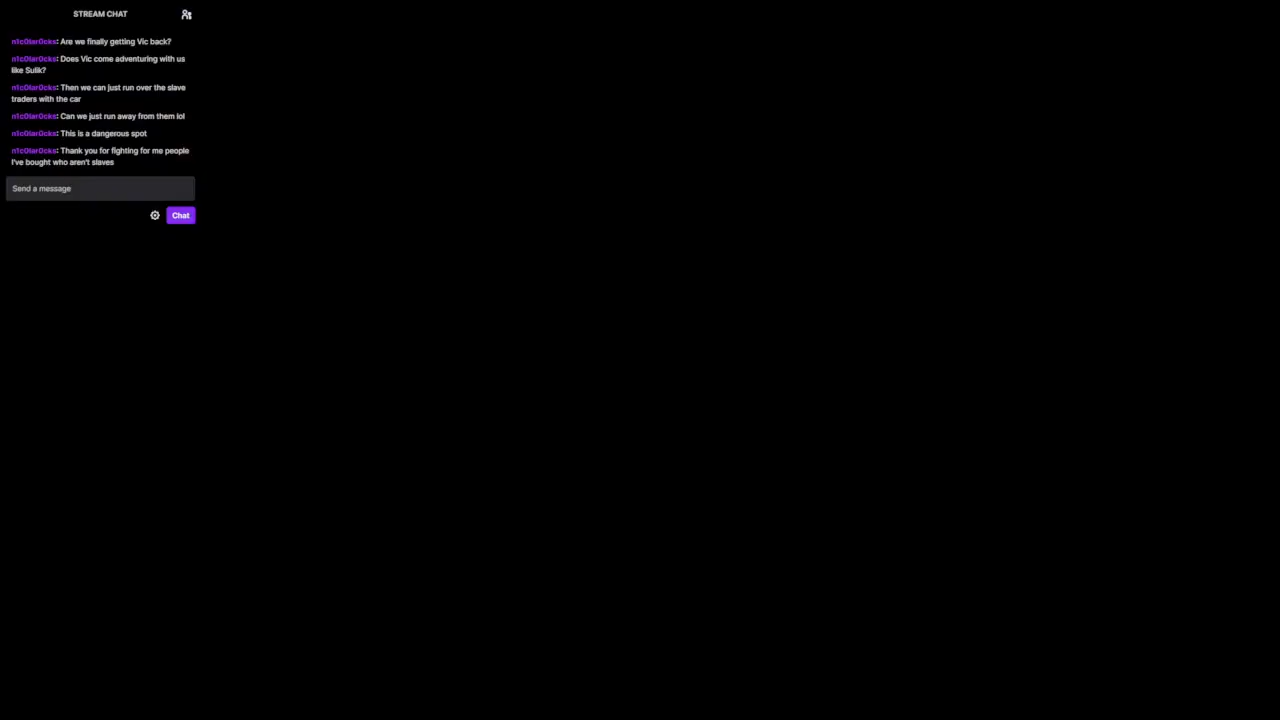 STREAM CHAT
n1c0lar0cks: Are we finally getting Vic back?
n1c0lar0cks: Does Vic come adventuring with us
like Sulik?
n1c0lar0cks: Then we can just run over the slave
traders with the car
n1c0lar0cks: Can we just run away from them lol
n1c0lar0cks: This is a dangerous spot
n1c0lar0cks: Thank you for fighting for me people
I've bought who aren't slaves
Send a message
Chat